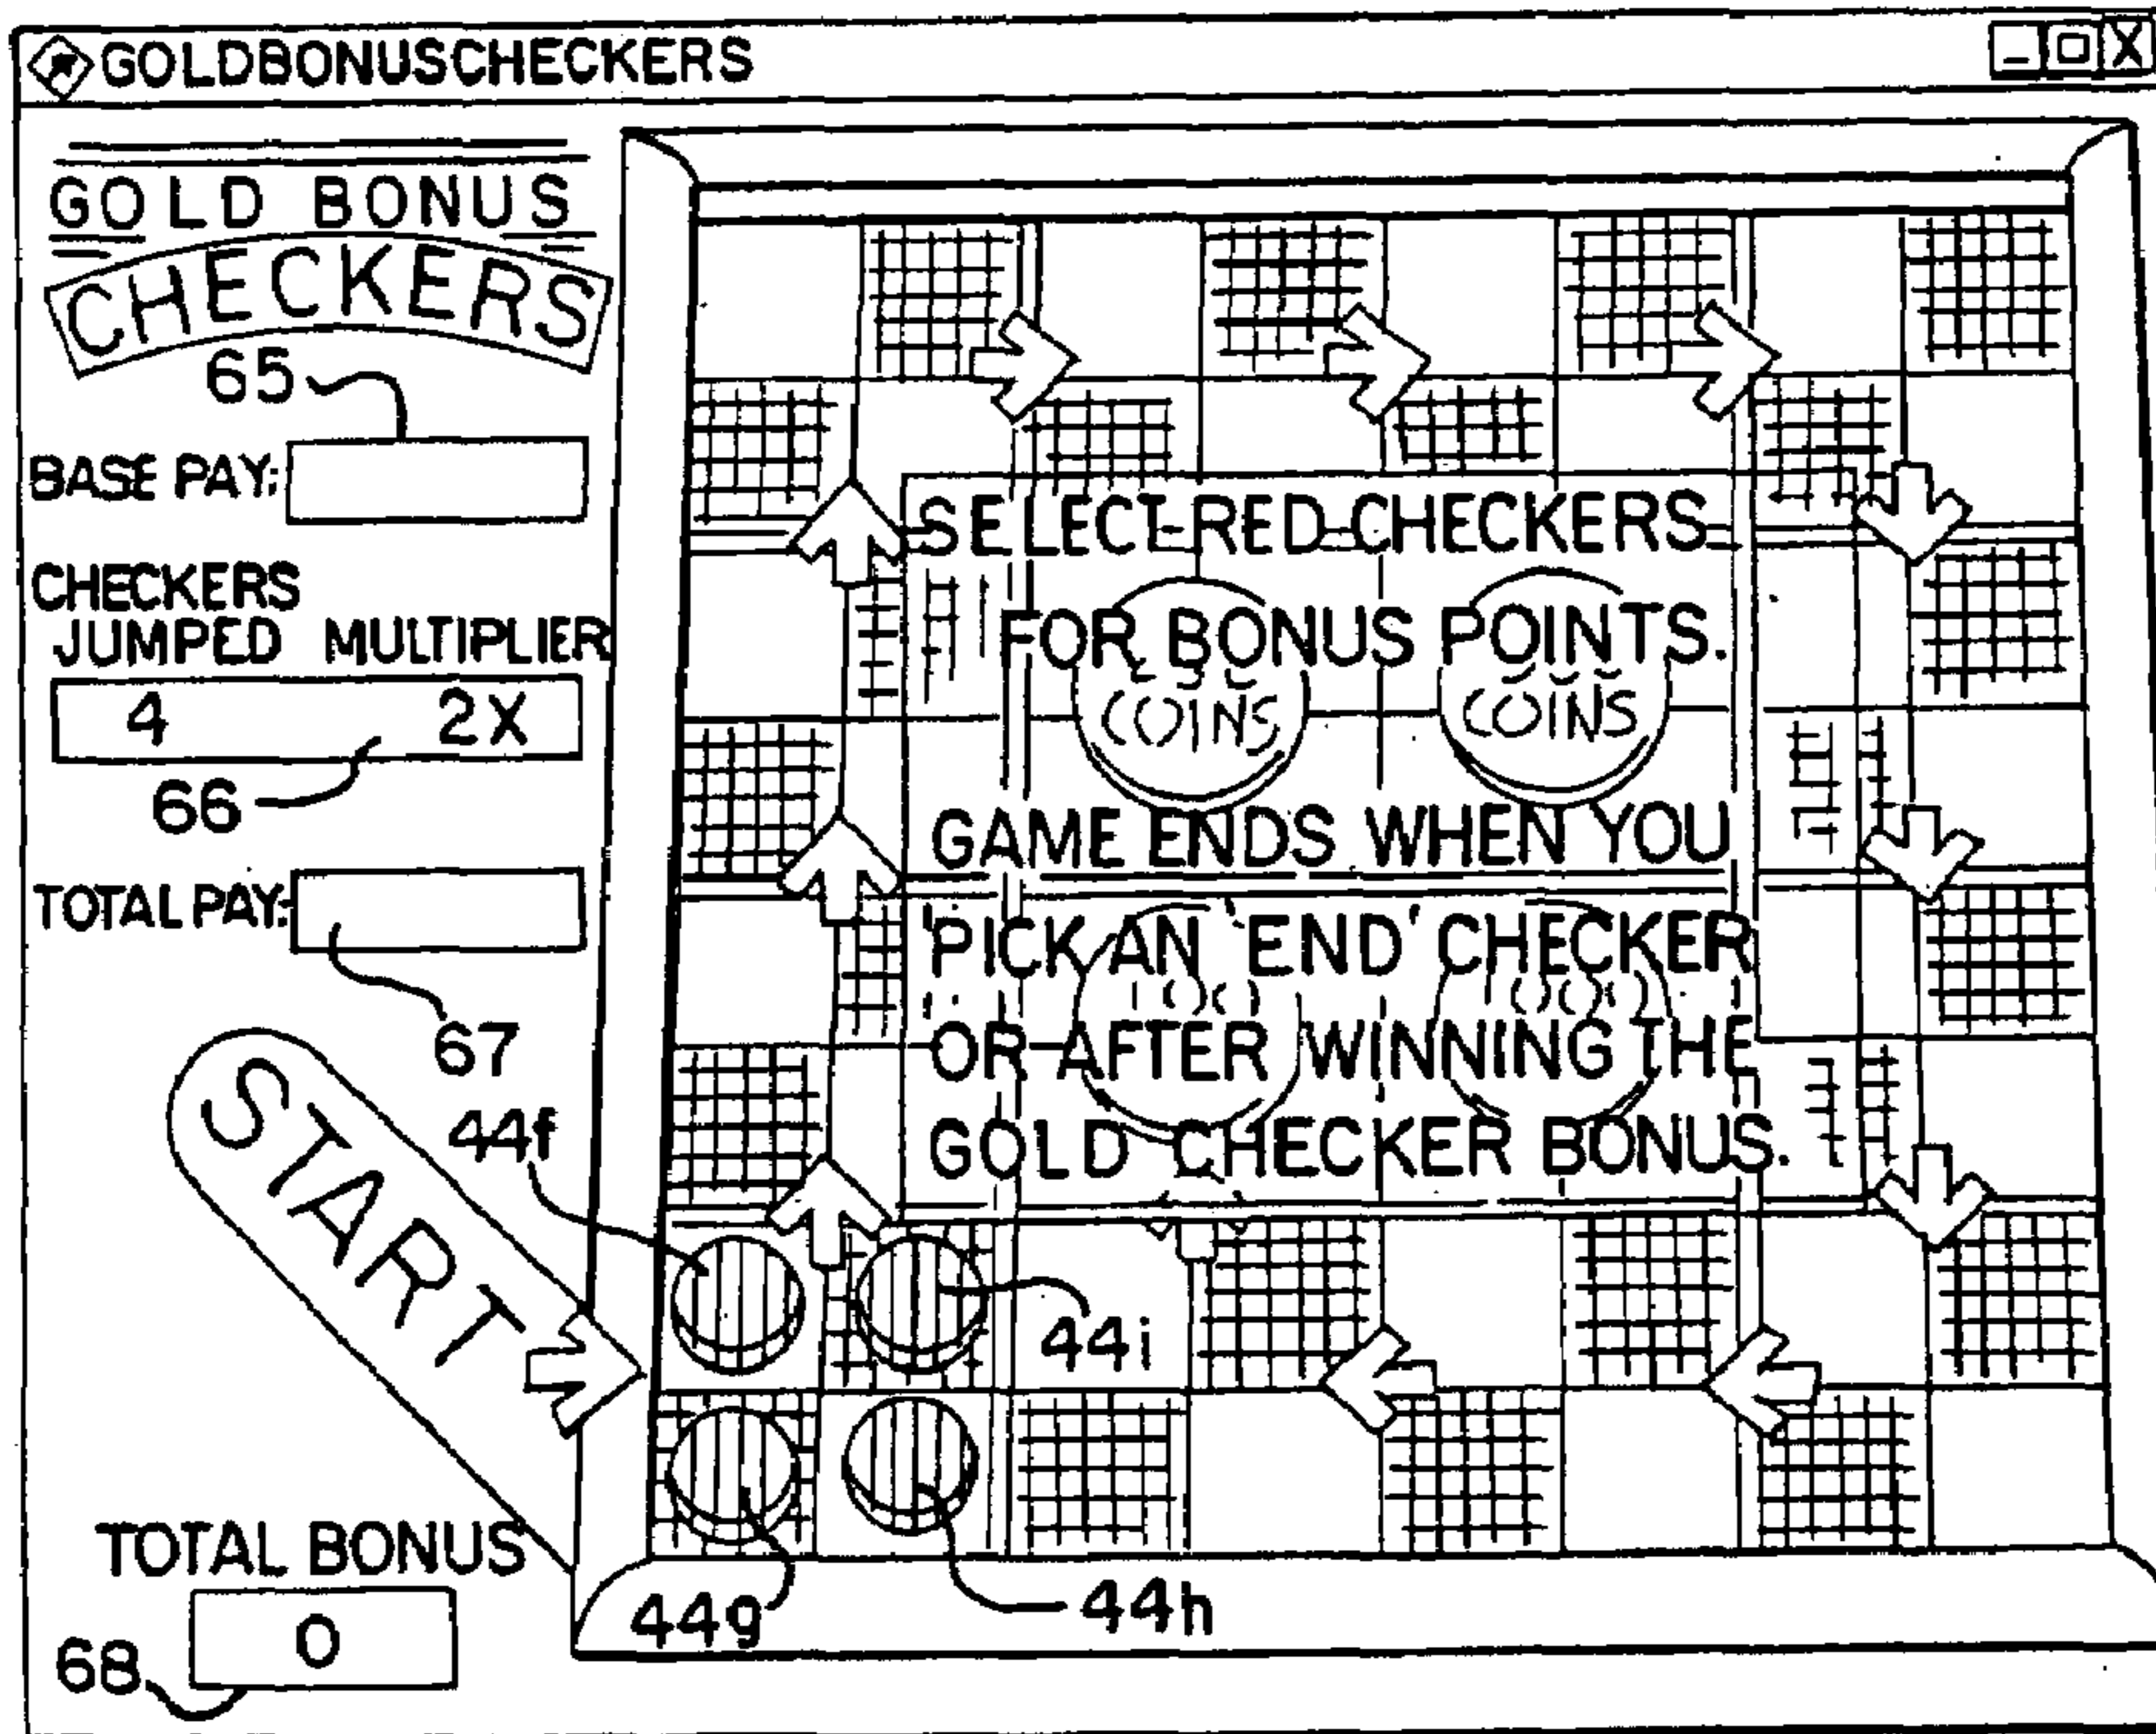 GOLDBONUSCHECKERS
GOLD BONUS
CHECKERS
65
BASE PAY:
CHECKERS
JUMPED MULTIPLIER
4 2X
66
TOTAL PAY:
67
START
TOTAL BONUS
0
68
SELECT RED CHECKERS
FOR BONUS POINTS.
COINS COINS
GAME ENDS WHEN YOU
PICK AN 'END' CHECKER
OR AFTER WINNING THE
GOLD CHECKER BONUS.
44f
44i
44g
44h